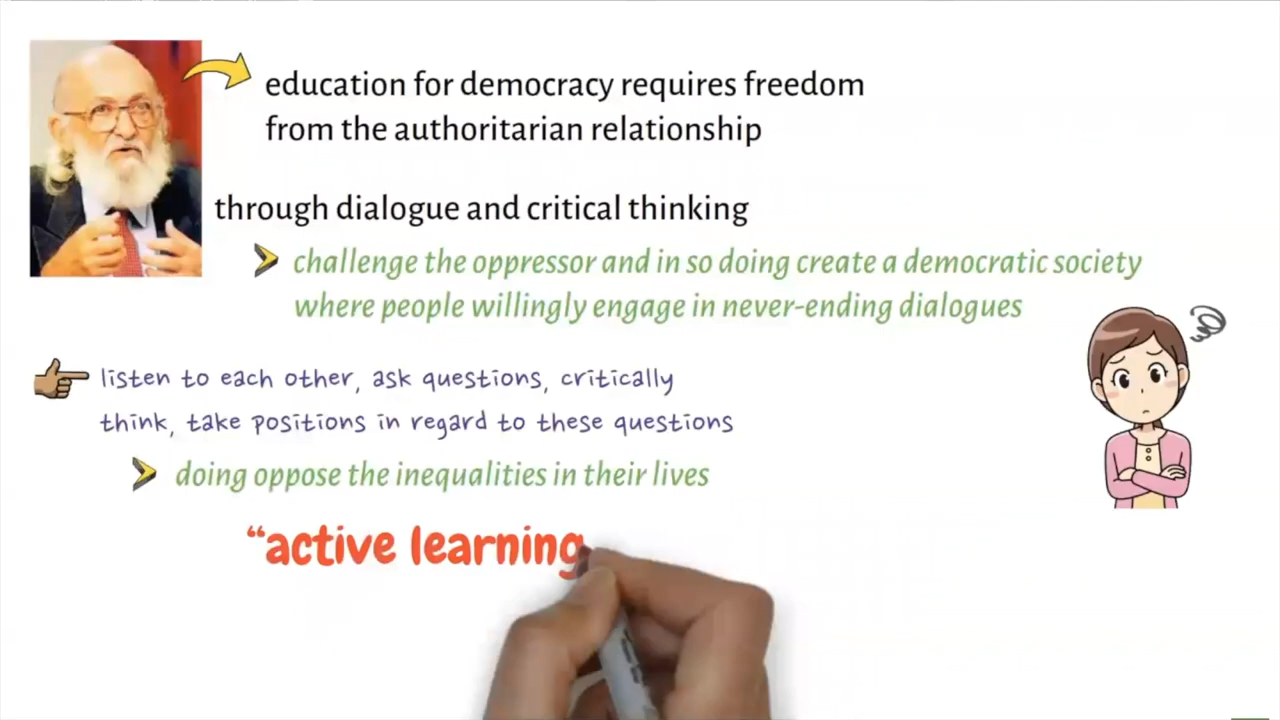 education for democracy requires freedom
from the authoritarian relationship
through dialogue and critical thinking
challenge the oppressor and in so doing create a democratic society
where people willingly engage in never-ending dialogues
listen to each other, ask questions, critically
think, take positions in regard to these questions
doing oppose the inequalities in their lives
“active learning